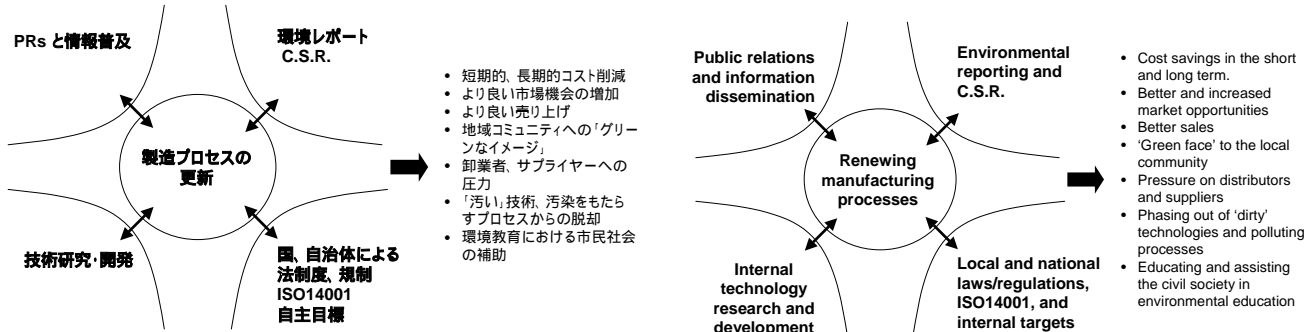 PRs と情報普及
環境レポート
C.S.R.
製造プロセスの
更新
技術研究・開発
国、自治体による
法制度、規制
ISO14001
自主目標
• 短期的、長期的コスト削減
• より良い市場機会の増加
• より良い売り上げ
• 地域コミュニティへの「グリー
ンなイメージ」
• 卸業者、サプライヤーへの
圧力
• 「汚い」技術、汚染をもたら
すプロセスからの脱却
• 環境教育における市民社会
の補助
Public relations
and information
dissemination
Environmental
reporting and
C.S.R.
Renewing
manufacturing
processes
Internal
technology
research and
development
Local and national
laws/regulations,
ISO14001, and
internal targets
• Cost savings in the short
and long term.
• Better and increased
market opportunities
• Better sales
• 'Green face' to the local
community
• Pressure on distributors
and suppliers
• Phasing out of 'dirty'
technologies and polluting
processes
• Educating and assisting
the civil society in
environmental education